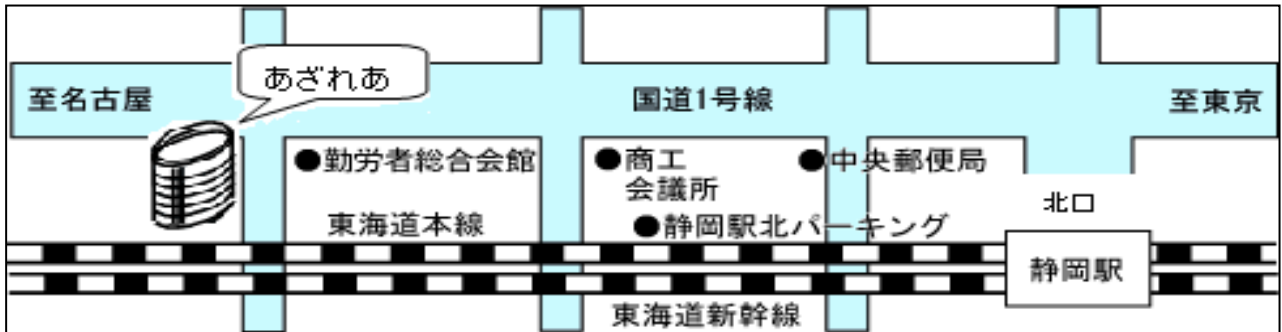 あざれあ
至名古屋
国道1号線
至東京
●勤労者総合会館
●商工
会議所
●中央郵便局
北口
東海道本線
●静岡駅北パーキング
静岡駅
東海道新幹線